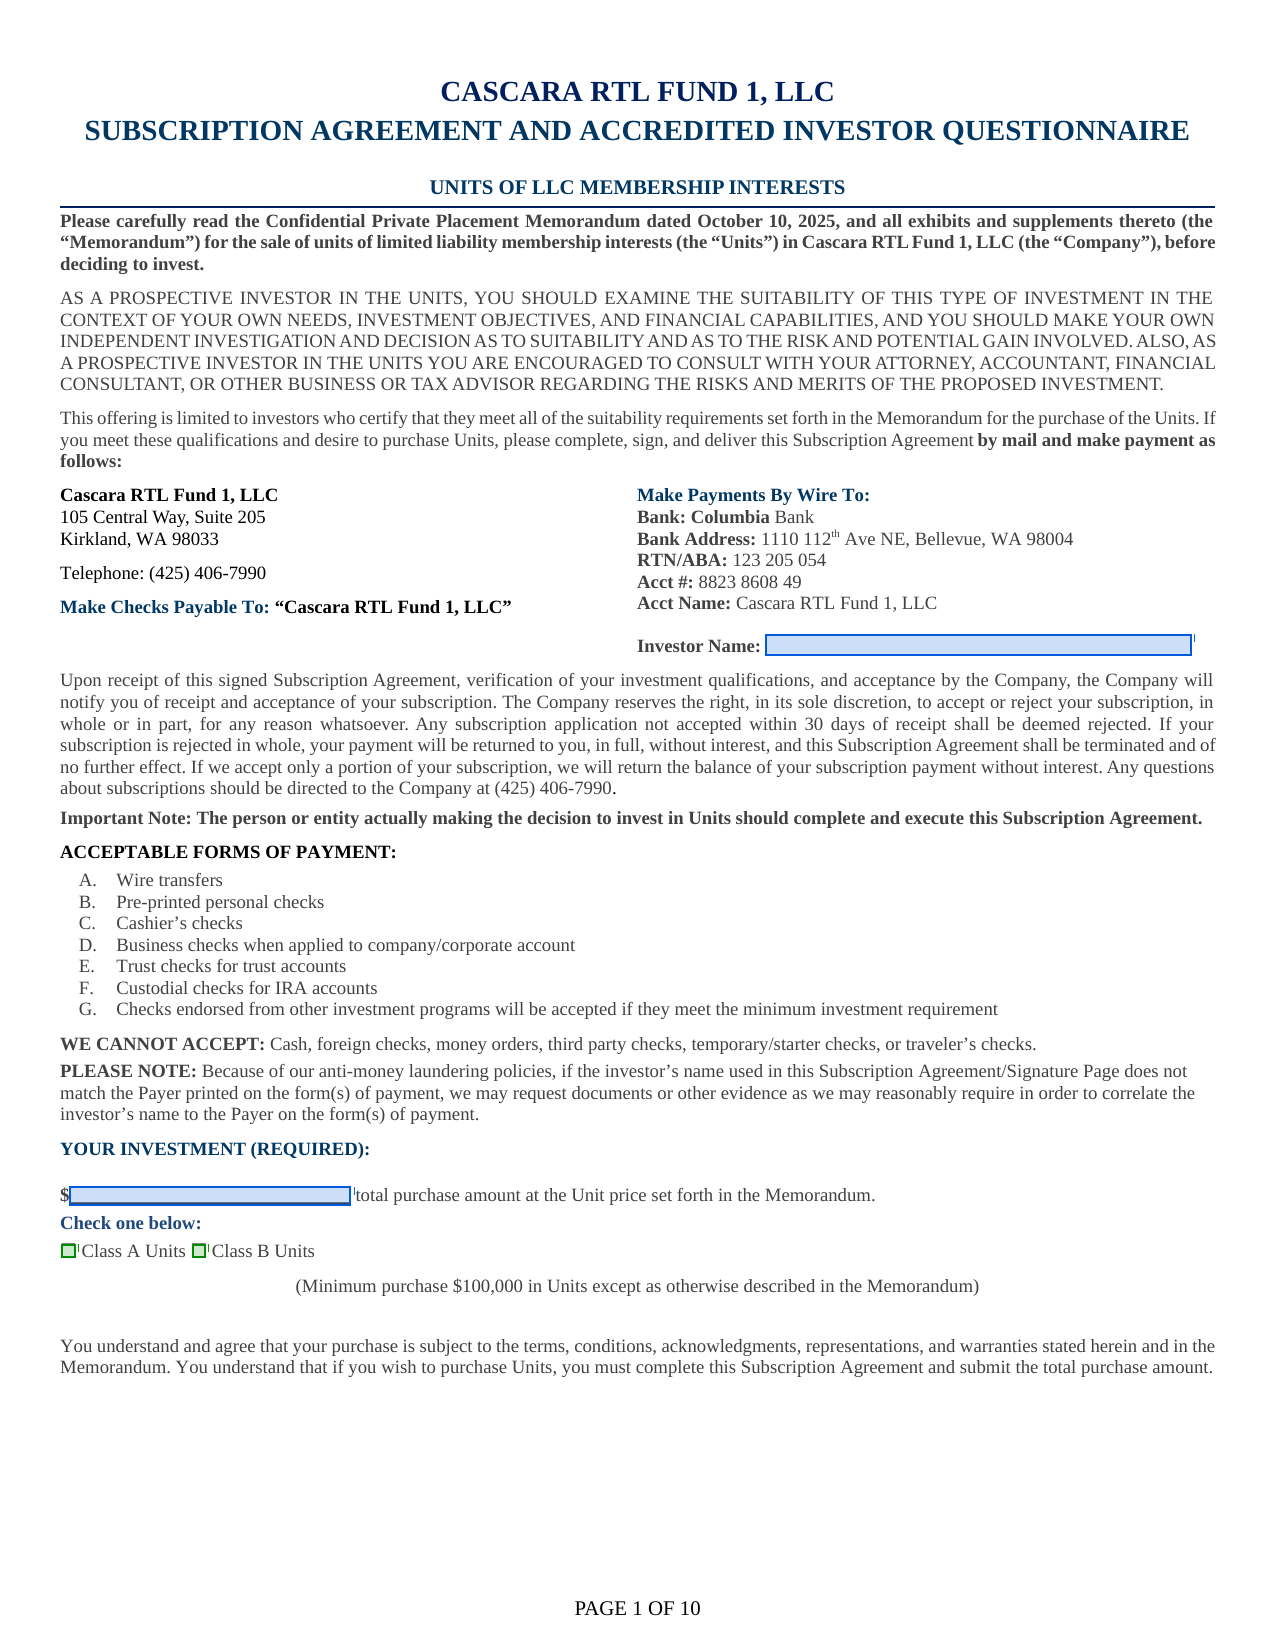 CASCARA RTL FUND 1, LLC
SUBSCRIPTION AGREEMENT AND ACCREDITED INVESTOR QUESTIONNAIRE
UNITS OF LLC MEMBERSHIP INTERESTS
Please carefully read the Confidential Private Placement Memorandum dated October 10, 2025, and all exhibits and supplements thereto (the
“Memorandum”) for the sale of units of limited liability membership interests (the “Units”) in Cascara RTL Fund 1, LLC (the “Company”), before
deciding to invest.
AS A PROSPECTIVE INVESTOR IN THE UNITS, YOU SHOULD EXAMINE THE SUITABILITY OF THIS TYPE OF INVESTMENT IN THE
CONTEXT OF YOUR OWN NEEDS, INVESTMENT OBJECTIVES, AND FINANCIAL CAPABILITIES, AND YOU SHOULD MAKE YOUR OWN
INDEPENDENT INVESTIGATION AND DECISION AS TO SUITABILITY AND AS TO THE RISK AND POTENTIAL GAIN INVOLVED. ALSO, AS
A PROSPECTIVE INVESTOR IN THE UNITS YOU ARE ENCOURAGED TO CONSULT WITH YOUR ATTORNEY, ACCOUNTANT, FINANCIAL
CONSULTANT, OR OTHER BUSINESS OR TAX ADVISOR REGARDING THE RISKS AND MERITS OF THE PROPOSED INVESTMENT.
This offering is limited to investors who certify that they meet all of the suitability requirements set forth in the Memorandum for the purchase of the Units. If
you meet these qualifications and desire to purchase Units, please complete, sign, and deliver this Subscription Agreement by mail and make payment as
follows:
Cascara RTL Fund 1, LLC
105 Central Way, Suite 205
Kirkland, WA 98033
Telephone: (425) 406-7990
Make Checks Payable To: “Cascara RTL Fund 1, LLC”
Make Payments By Wire To:
Bank: Columbia Bank
Bank Address: 1110 112th Ave NE, Bellevue, WA 98004
RTN/ABA: 123 205 054
Acct #: 8823 8608 49
Acct Name: Cascara RTL Fund 1, LLC
Investor Name:
Upon receipt of this signed Subscription Agreement, verification of your investment qualifications, and acceptance by the Company, the Company will
notify you of receipt and acceptance of your subscription. The Company reserves the right, in its sole discretion, to accept or reject your subscription, in
whole or in part, for any reason whatsoever. Any subscription application not accepted within 30 days of receipt shall be deemed rejected. If your
subscription is rejected in whole, your payment will be returned to you, in full, without interest, and this Subscription Agreement shall be terminated and of
no further effect. If we accept only a portion of your subscription, we will return the balance of your subscription payment without interest. Any questions
about subscriptions should be directed to the Company at (425) 406-7990.
Important Note: The person or entity actually making the decision to invest in Units should complete and execute this Subscription Agreement.
ACCEPTABLE FORMS OF PAYMENT:
A. Wire transfers
B. Pre-printed personal checks
C. Cashier’s checks
D. Business checks when applied to company/corporate account
E. Trust checks for trust accounts
F. Custodial checks for IRA accounts
G. Checks endorsed from other investment programs will be accepted if they meet the minimum investment requirement
WE CANNOT ACCEPT: Cash, foreign checks, money orders, third party checks, temporary/starter checks, or traveler’s checks.
PLEASE NOTE: Because of our anti-money laundering policies, if the investor’s name used in this Subscription Agreement/Signature Page does not
match the Payer printed on the form(s) of payment, we may request documents or other evidence as we may reasonably require in order to correlate the
investor’s name to the Payer on the form(s) of payment.
YOUR INVESTMENT (REQUIRED):
$ total purchase amount at the Unit price set forth in the Memorandum.
Check one below:
Class A Units Class B Units
(Minimum purchase $100,000 in Units except as otherwise described in the Memorandum)
You understand and agree that your purchase is subject to the terms, conditions, acknowledgments, representations, and warranties stated herein and in the
Memorandum. You understand that if you wish to purchase Units, you must complete this Subscription Agreement and submit the total purchase amount.
PAGE 1 OF 10